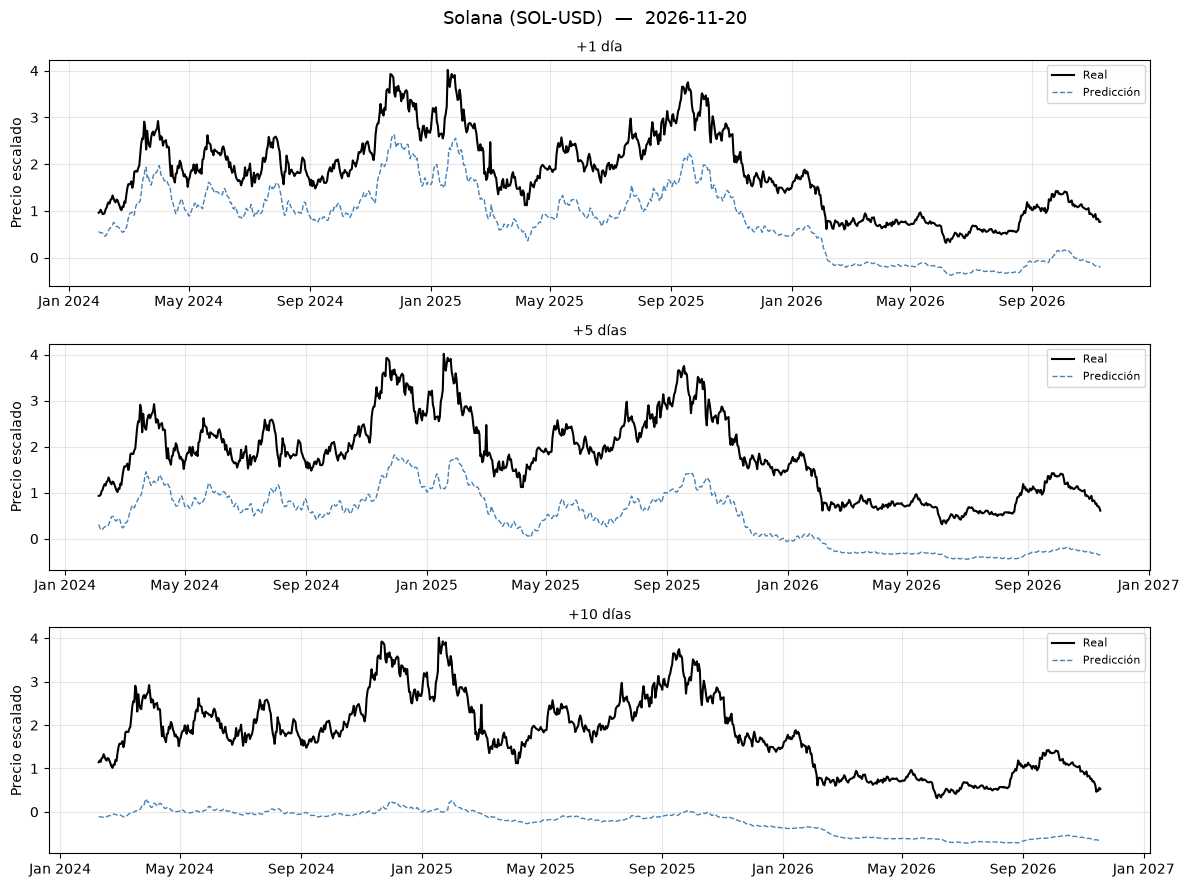 Solana (SOL-USD)  —  2026-11-20
+1 día
Precio escalado
4
3
2
1
0
Real
Predicción
Jan 2024 May 2024 Sep 2024 Jan 2025 May 2025 Sep 2025 Jan 2026 May 2026 Sep 2026
+5 días
Precio escalado
4
3
2
1
0
Real
Predicción
Jan 2024 May 2024 Sep 2024 Jan 2025 May 2025 Sep 2025 Jan 2026 May 2026 Sep 2026 Jan 2027
+10 días
Precio escalado
4
3
2
1
0
Real
Predicción
Jan 2024 May 2024 Sep 2024 Jan 2025 May 2025 Sep 2025 Jan 2026 May 2026 Sep 2026 Jan 2027